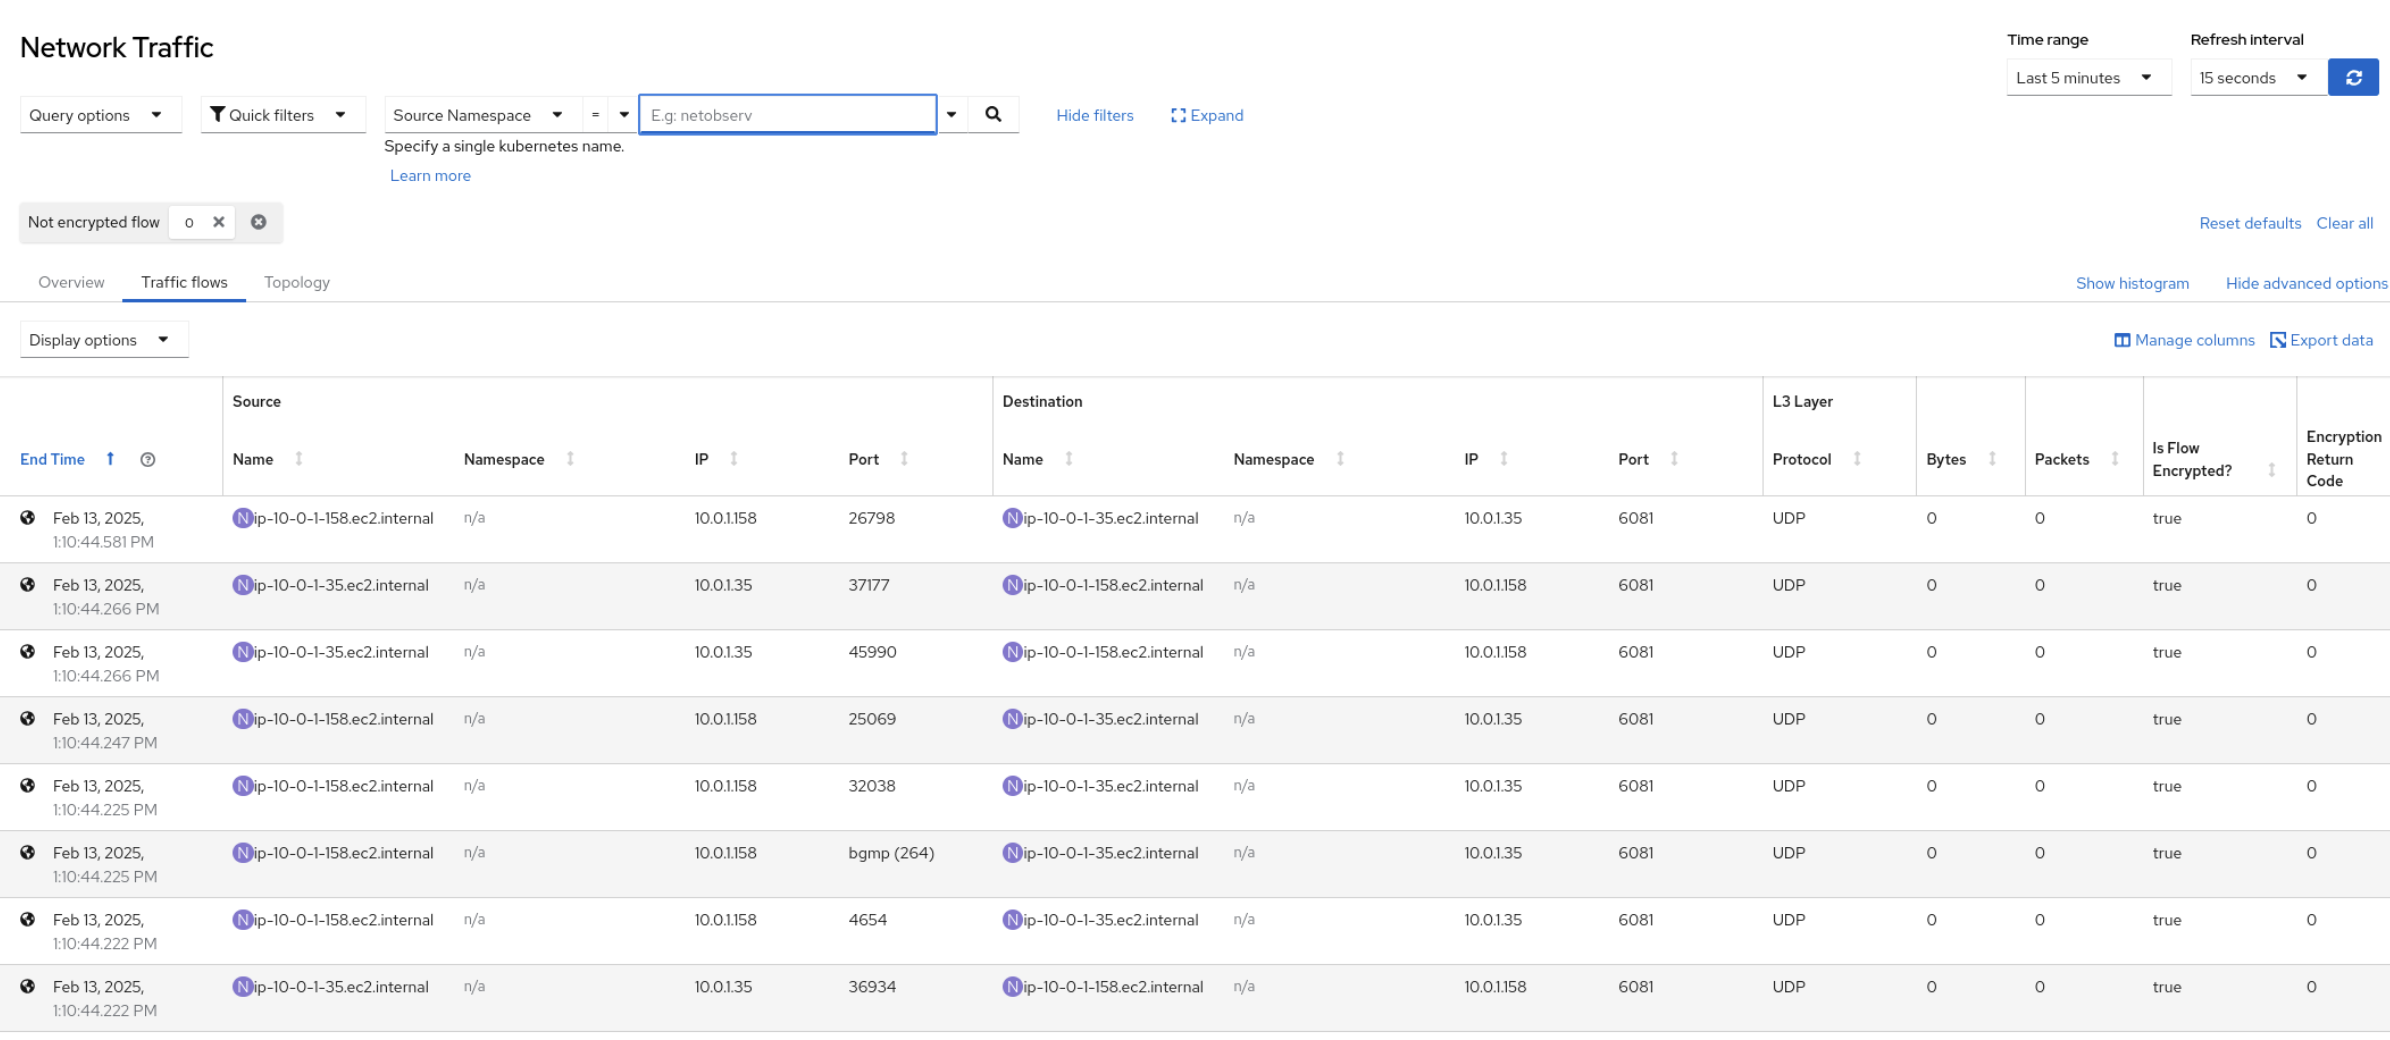 Network Traffic
Time range
Refresh interval
Last 5 minutes
15 seconds
Query options
Quick filters
Source Namespace
=
E.g: netobserv
Hide filters
Expand
Specify a single kubernetes name.
Learn more
Not encrypted flow 0
Reset defaults
Clear all
Overview
Traffic flows
Topology
Show histogram
Hide advanced options
Display options
Manage columns
Export data
Source
Destination
L3 Layer
End Time
Name
Namespace
IP
Port
Name
Namespace
IP
Port
Protocol
Bytes
Packets
Is Flow
Encrypted?
Encryption
Return
Code
Feb 13, 2025, N ip-10-0-1-158.ec2.internal n/a 10.0.1.158 26798 N ip-10-0-1-35.ec2.internal n/a 10.0.1.35 6081 UDP 0 0 true 0
1:10:44.581 PM
Feb 13, 2025, N ip-10-0-1-35.ec2.internal n/a 10.0.1.35 37177 N ip-10-0-1-158.ec2.internal n/a 10.0.1.158 6081 UDP 0 0 true 0
1:10:44.266 PM
Feb 13, 2025, N ip-10-0-1-35.ec2.internal n/a 10.0.1.35 45990 N ip-10-0-1-158.ec2.internal n/a 10.0.1.158 6081 UDP 0 0 true 0
1:10:44.266 PM
Feb 13, 2025, N ip-10-0-1-158.ec2.internal n/a 10.0.1.158 25069 N ip-10-0-1-35.ec2.internal n/a 10.0.1.35 6081 UDP 0 0 true 0
1:10:44.247 PM
Feb 13, 2025, N ip-10-0-1-158.ec2.internal n/a 10.0.1.158 32038 N ip-10-0-1-35.ec2.internal n/a 10.0.1.35 6081 UDP 0 0 true 0
1:10:44.225 PM
Feb 13, 2025, N ip-10-0-1-158.ec2.internal n/a 10.0.1.158 bgmp (264) N ip-10-0-1-35.ec2.internal n/a 10.0.1.35 6081 UDP 0 0 true 0
1:10:44.225 PM
Feb 13, 2025, N ip-10-0-1-158.ec2.internal n/a 10.0.1.158 4654 N ip-10-0-1-35.ec2.internal n/a 10.0.1.35 6081 UDP 0 0 true 0
1:10:44.222 PM
Feb 13, 2025, N ip-10-0-1-35.ec2.internal n/a 10.0.1.35 36934 N ip-10-0-1-158.ec2.internal n/a 10.0.1.158 6081 UDP 0 0 true 0
1:10:44.222 PM